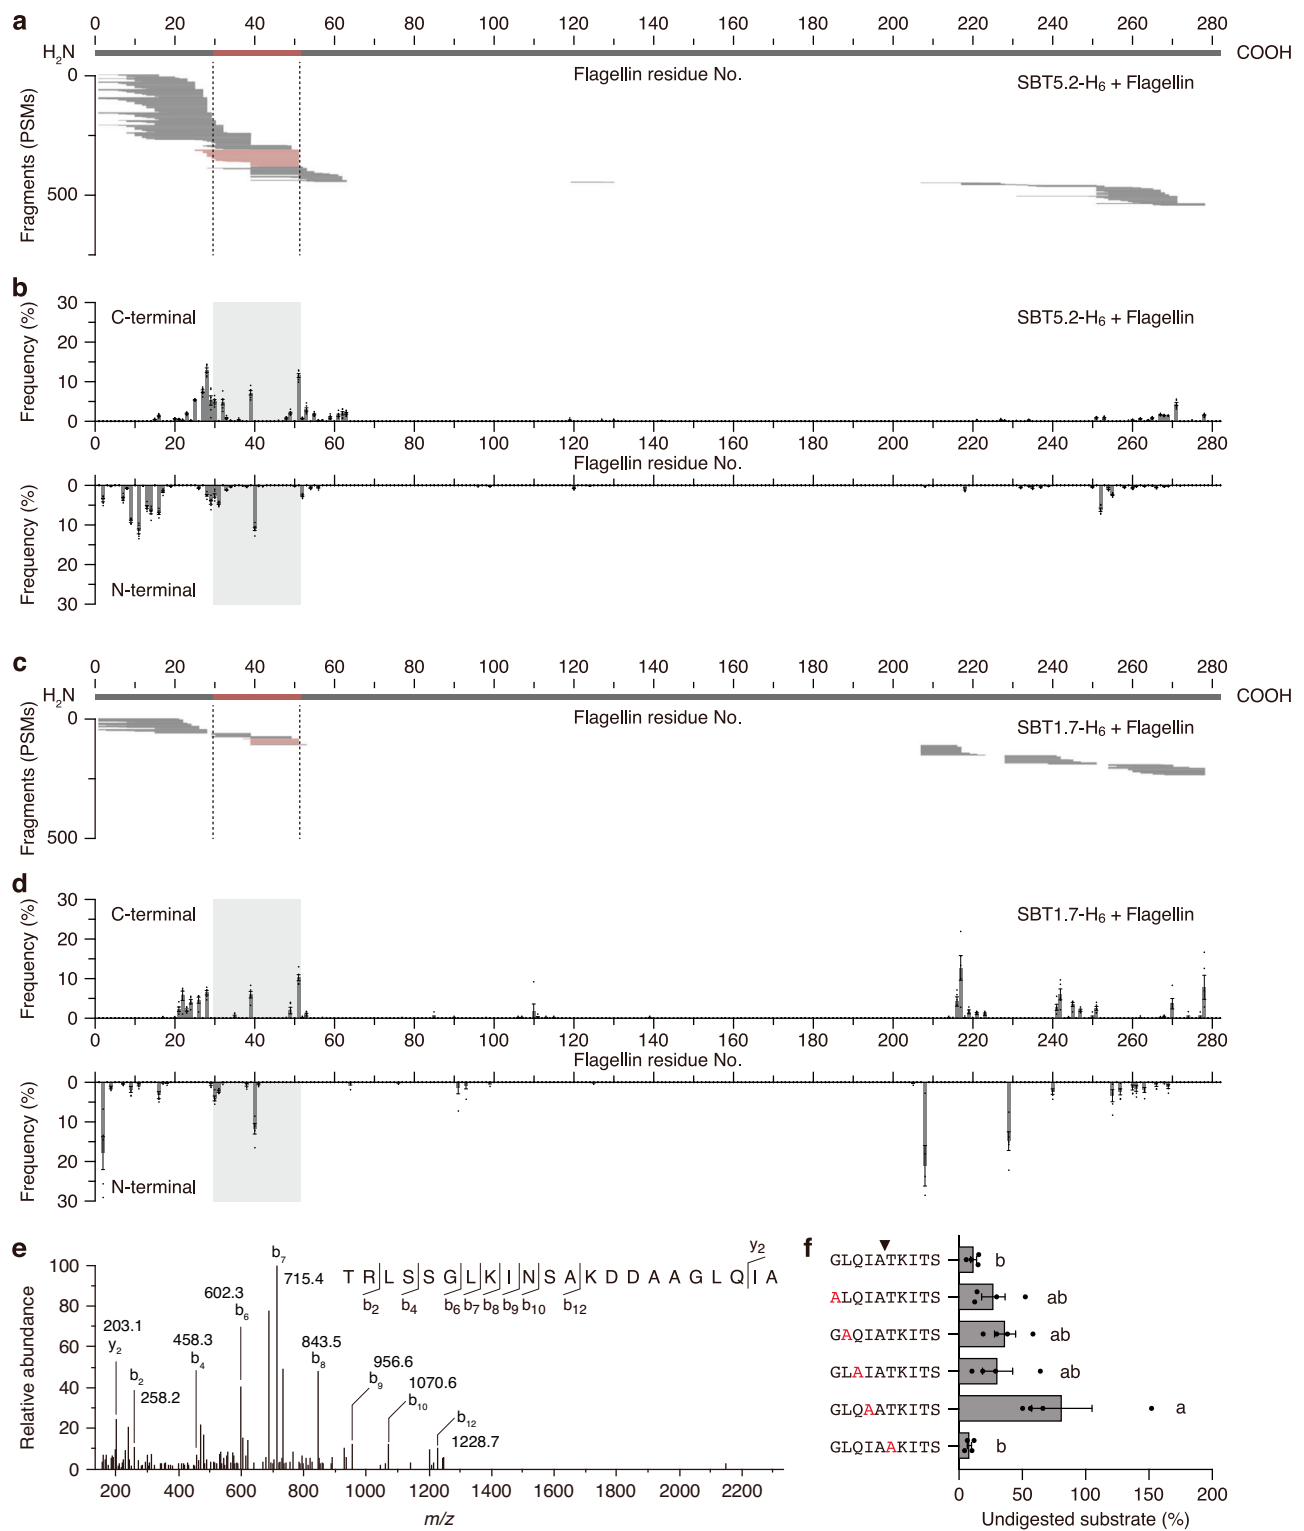 a
0 20 40 60 80 100 120 140 160 180 200 220 240 260 280
H2N COOH
Flagellin residue No.
SBT5.2-H6 + Flagellin
Fragments (PSMs)
0
500
b
C-terminal
SBT5.2-H6 + Flagellin
Frequency (%)
30
20
10
0
0 20 40 60 80 100 120 140 160 180 200 220 240 260 280
Flagellin residue No.
Frequency (%)
0
10
20
30
N-terminal
c
0 20 40 60 80 100 120 140 160 180 200 220 240 260 280
H2N COOH
Flagellin residue No.
SBT1.7-H6 + Flagellin
Fragments (PSMs)
0
500
d
C-terminal
SBT1.7-H6 + Flagellin
Frequency (%)
30
20
10
0
0 20 40 60 80 100 120 140 160 180 200 220 240 260 280
Flagellin residue No.
Frequency (%)
0
10
20
30
N-terminal
e
Relative abundance
100
80
60
40
20
0
200 400 600 800 1000 1200 1400 1600 1800 2000 2200
m/z
y2
T R L S S G L K I N S A K D D A A G L Q I A
b2 b4 b6 b7 b8 b9 b10 b12
203.1
y2
b2
258.2
458.3
b4
602.3
b6
b7
715.4
843.5
b8
956.6
b9
1070.6
b10
b12
1228.7
f
▼
GLQIATKITS b
ALQIATKITS ab
GAQIATKITS ab
GLAIATKITS ab
GLQAATKITS a
GLQIAAKITS b
0 50 100 150 200
Undigested substrate (%)